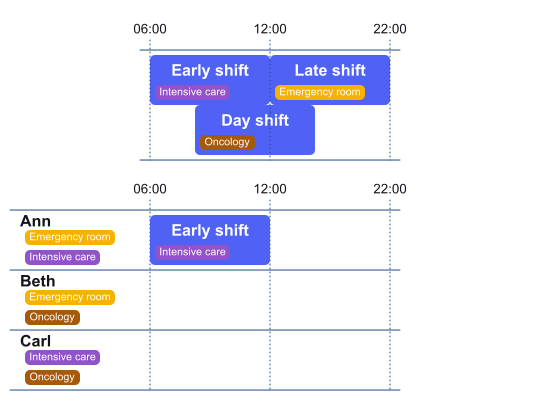 06:00 12:00 22:00
Early shift Late shift
Intensive care Emergency room
Day shift
Oncology
06:00 12:00 22:00
Ann
Emergency room
Intensive care
Early shift
Intensive care
Beth
Emergency room
Oncology
Carl
Intensive care
Oncology